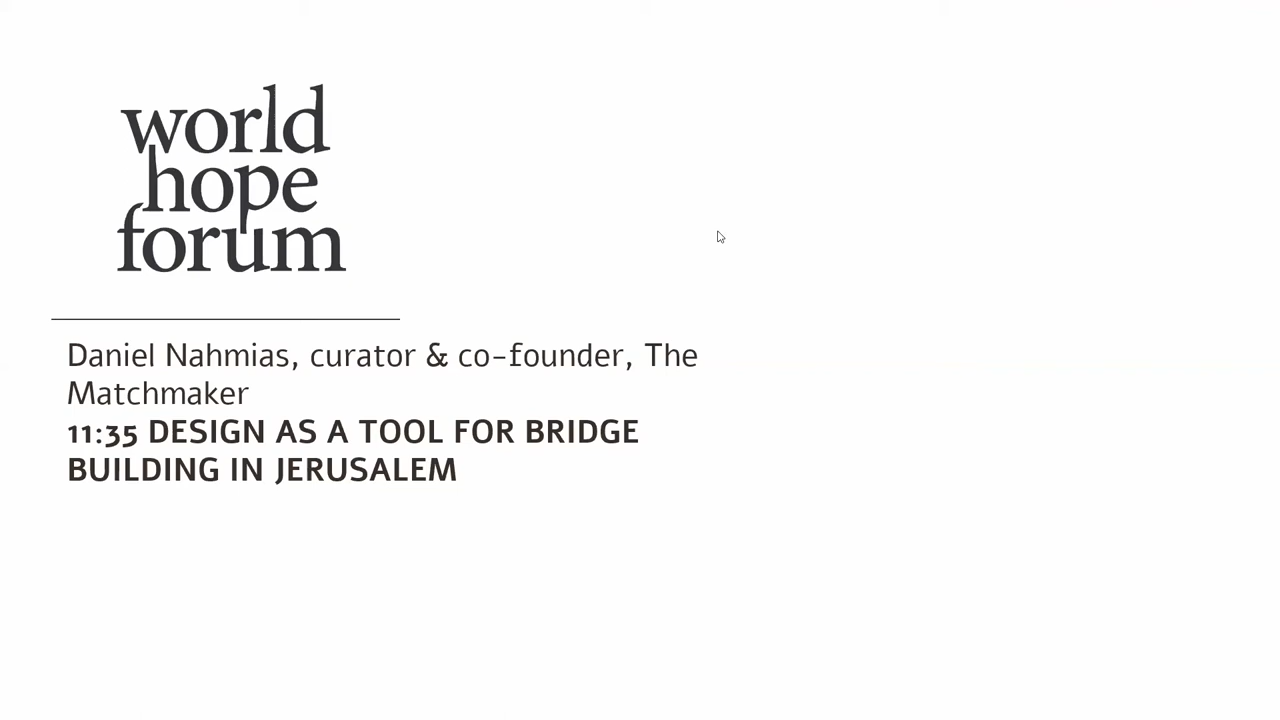 world
hope
forum
Daniel Nahmias, curator & co-founder, The
Matchmaker
11:35 DESIGN AS A TOOL FOR BRIDGE
BUILDING IN JERUSALEM